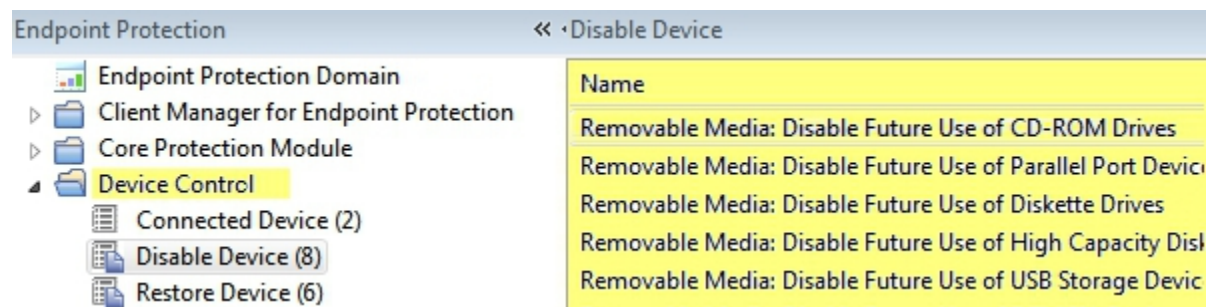 Endpoint Protection
Endpoint Protection Domain
Client Manager for Endpoint Protection
Core Protection Module
Device Control
Connected Device (2)
Disable Device (8)
Restore Device (6)
Disable Device
Name
Removable Media: Disable Future Use of CD-ROM Drives
Removable Media: Disable Future Use of Parallel Port
Removable Media: Disable Future Use of Diskette Drives
Removable Media: Disable Future Use of High Capacity
Removable Media: Disable Future Use of USB Storage